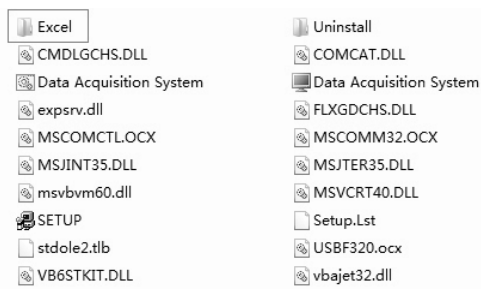 Excel
Uninstall
CMDLGCHS.DLL
COMCAT.DLL
Data Acquisition System
Data Acquisition System
expsrv.dll
FLXGDCHS.DLL
MSCOMCTL.OCX
MSCOMM32.OCX
MSJINT35.DLL
MSJTER35.DLL
msvbvm60.dll
MSVCRT40.DLL
SETUP
Setup.Lst
stdole2.tlb
USBF320.ocx
VB6STKIT.DLL
vbajet32.dll